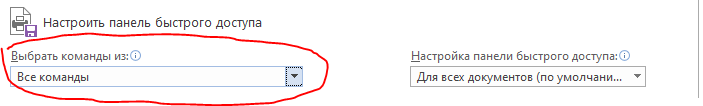 Настроить панель быстрого доступа
Выбрать команды из:
Настройка панели быстрого доступа:
Все команды
Для всех документов (по умолчани...